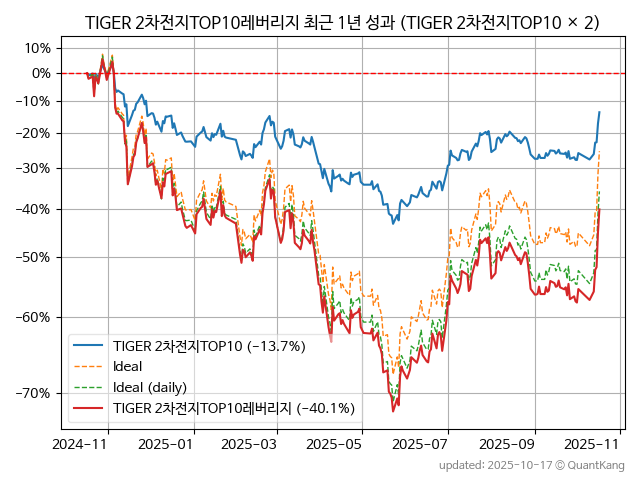 TIGER 2차전지TOP10레버리지 최근 1년 성과 (TIGER 2차전지TOP10 × 2)
10%
0%
−10%
−20%
−30%
−40%
−50%
−60%
−70%
TIGER 2차전지TOP10 (−13.7%)
Ideal
Ideal (daily)
TIGER 2차전지TOP10레버리지 (−40.1%)
2024-11 2025-01 2025-03 2025-05 2025-07 2025-09 2025-11
updated: 2025-10-17 © QuantKang